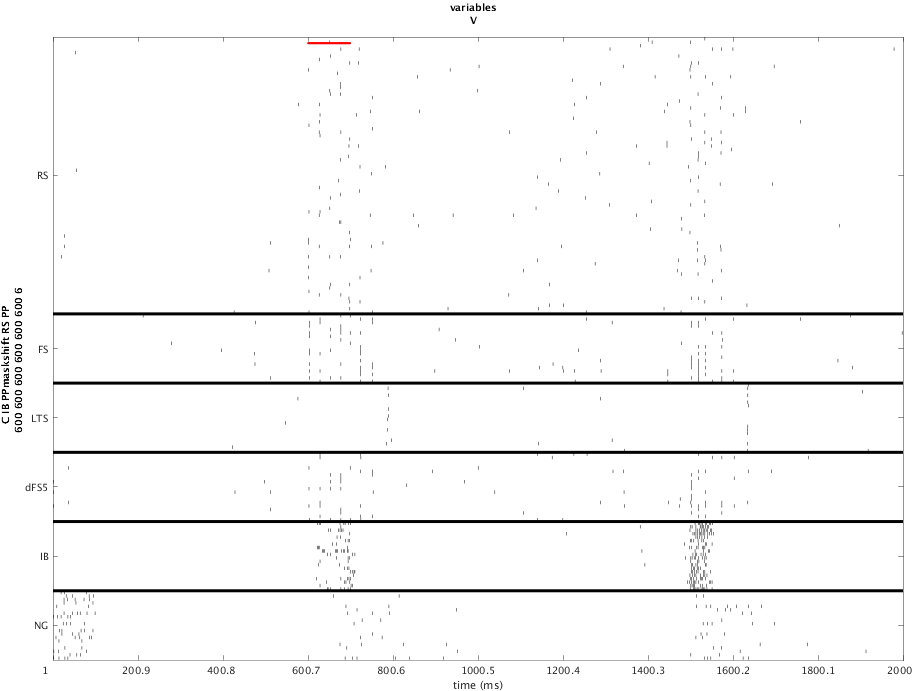 variables
V
C IB PPmaskshift RS PP
600 600 600 600 600 600 6
RS
FS
LTS
dFS5
IB
NG
1 200.9 400.8 600.7 800.6 1000.5 1200.4 1400.3 1600.2 1800.1 2000
time (ms)